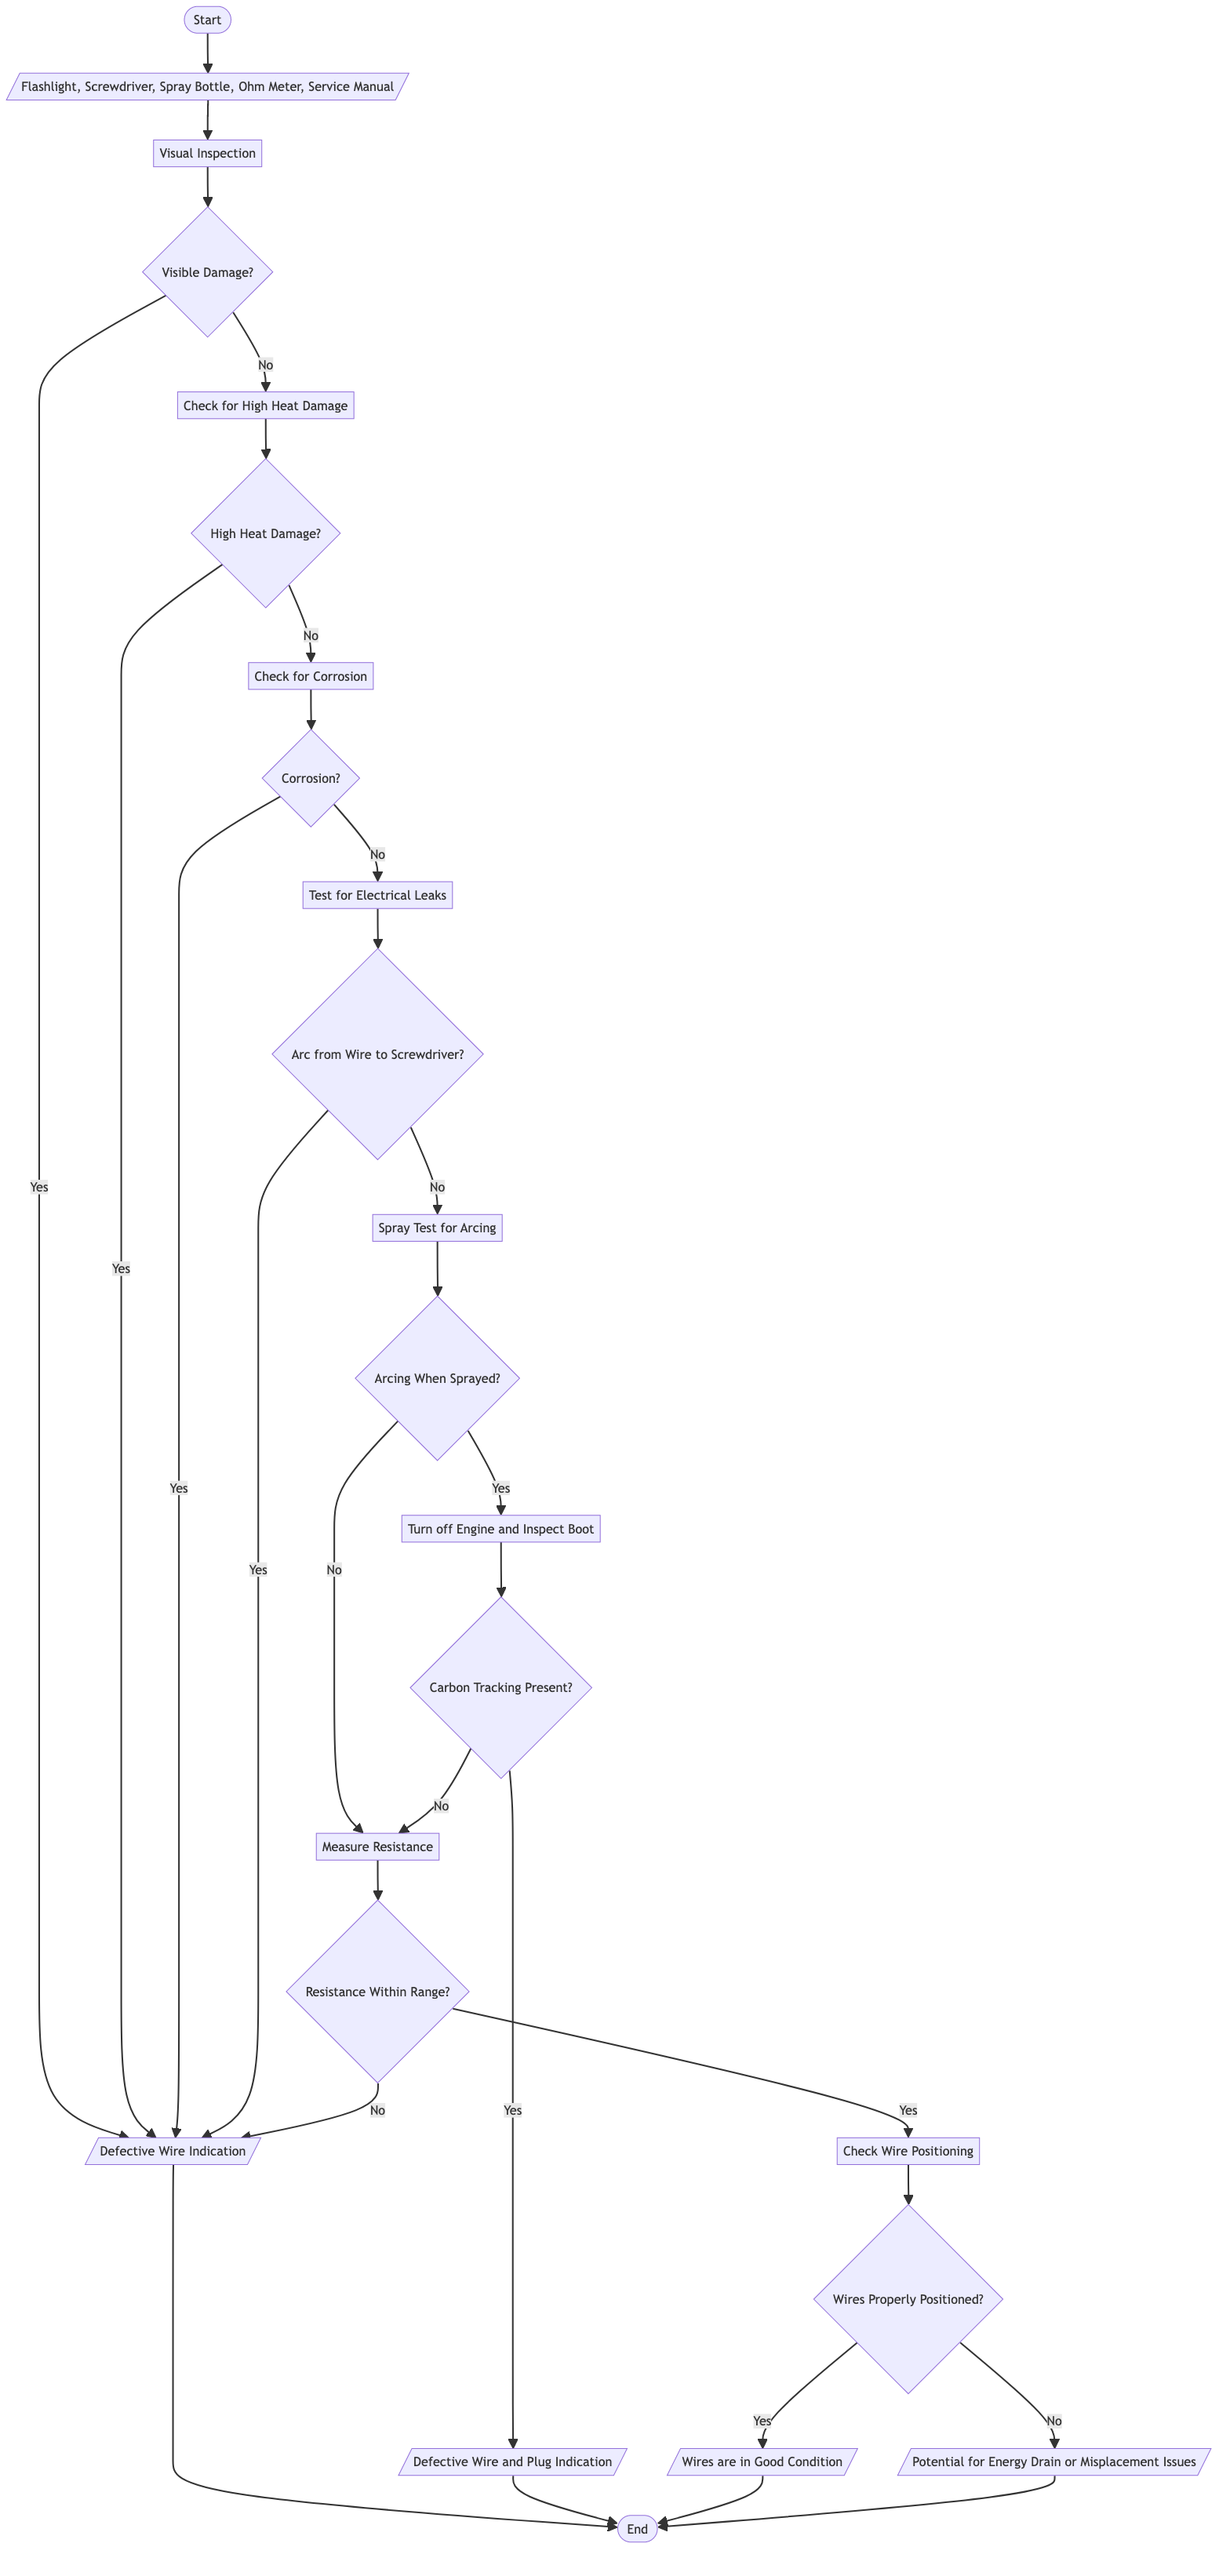 Start
Flashlight, Screwdriver, Spray Bottle, Ohm Meter, Service Manual
Visual Inspection
Visible Damage?
No
Check for High Heat Damage
High Heat Damage?
No
Check for Corrosion
Corrosion?
No
Test for Electrical Leaks
Arc from Wire to Screwdriver?
Yes
No
Spray Test for Arcing
Yes
Arcing When Sprayed?
Yes
Yes
Turn off Engine and Inspect Boot
Yes
No
Carbon Tracking Present?
No
Measure Resistance
Resistance Within Range?
No
Yes
Yes
Defective Wire Indication
Check Wire Positioning
Wires Properly Positioned?
Yes
No
Defective Wire and Plug Indication
Wires are in Good Condition
Potential for Energy Drain or Misplacement Issues
End